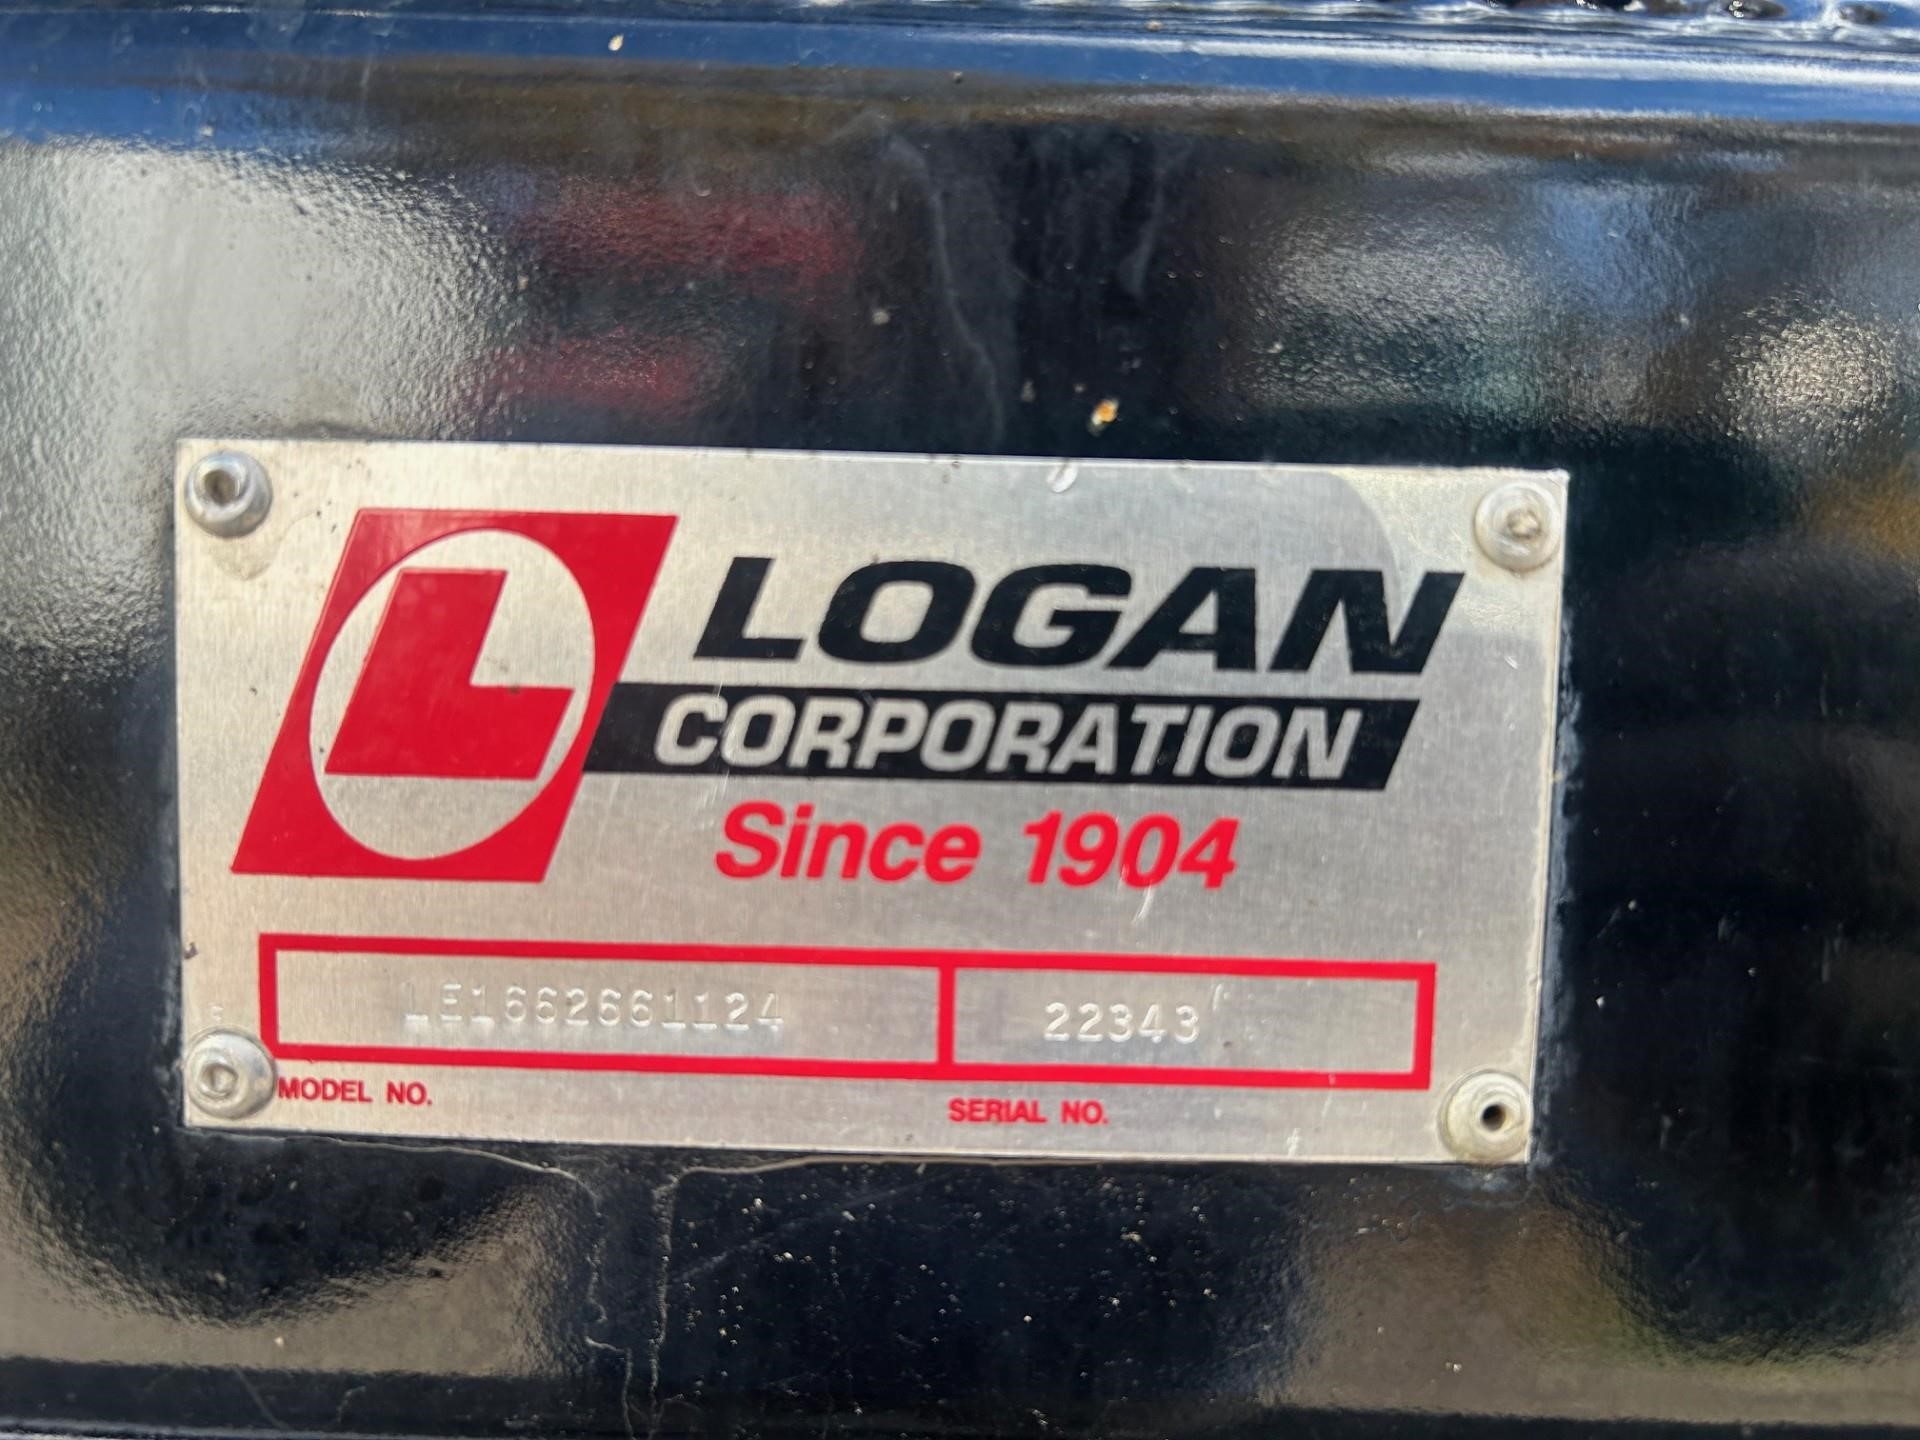 L
LOGAN
CORPORATION
Since 1904
LE1662661124 22343
MODEL NO. SERIAL NO.